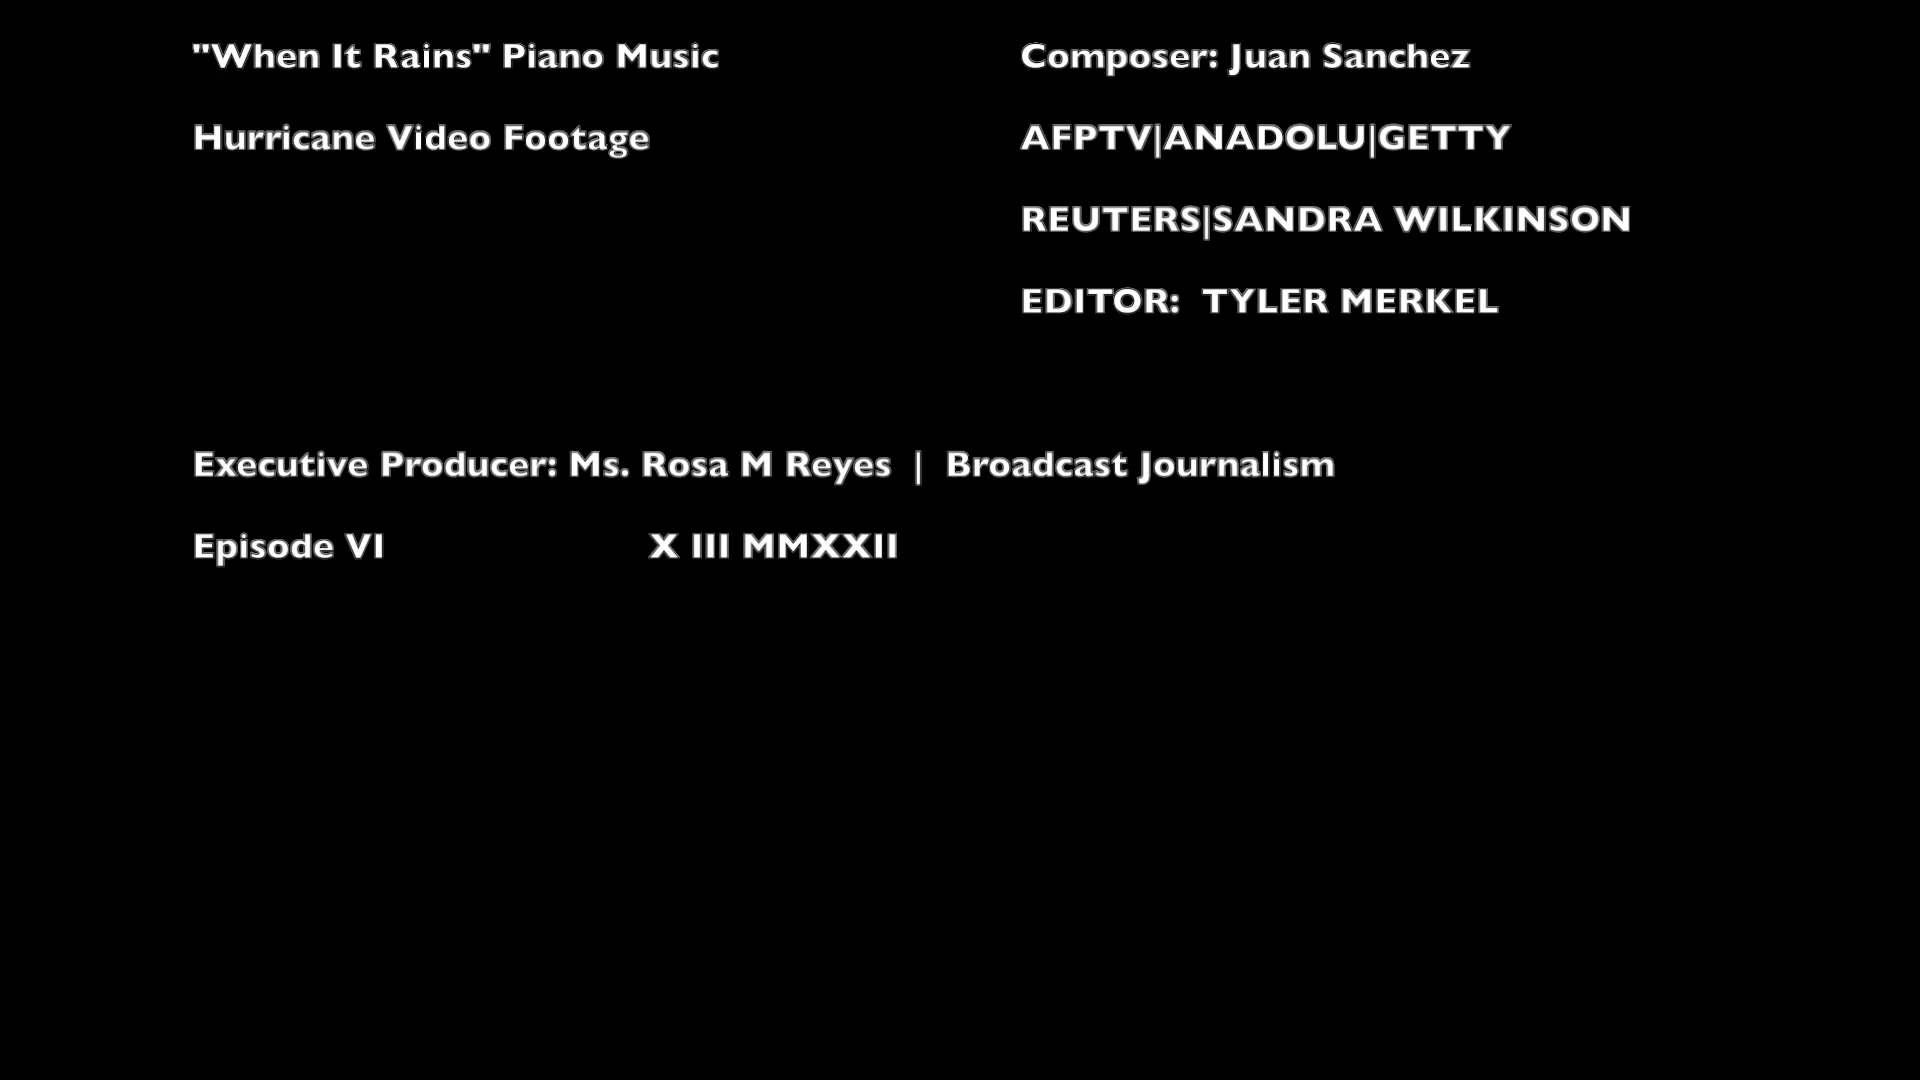 "When It Rains" Piano Music Composer: Juan Sanchez
Hurricane Video Footage AFPTV|ANADOLU|GETTY
REUTERS|SANDRA WILKINSON
EDITOR: TYLER MERKEL
Executive Producer: Ms. Rosa M Reyes | Broadcast Journalism
Episode VI X III MMXXII